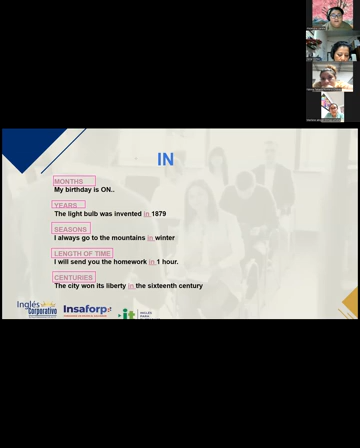 IN
MONTHS
My birthday is ON..
YEARS
The light bulb was invented in 1879
SEASONS
I always go to the mountains in winter
LENGTH OF TIME
I will send you the homework in 1 hour.
CENTURIES
The city won its liberty in the sixteenth century
Inglés
corporativo
Insaforp
it